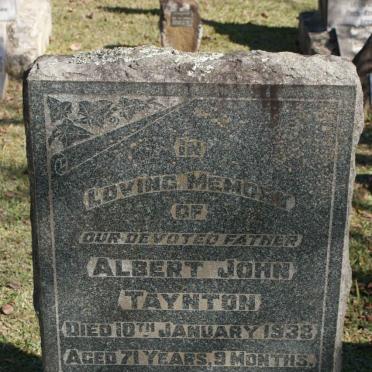 IN
LOVING MEMORY
OF
OUR DEVOTED FATHER
ALBERT JOHN
TAYNTON
DIED 10TH JANUARY 1938
AGED 71 YEARS, 9 MONTHS.